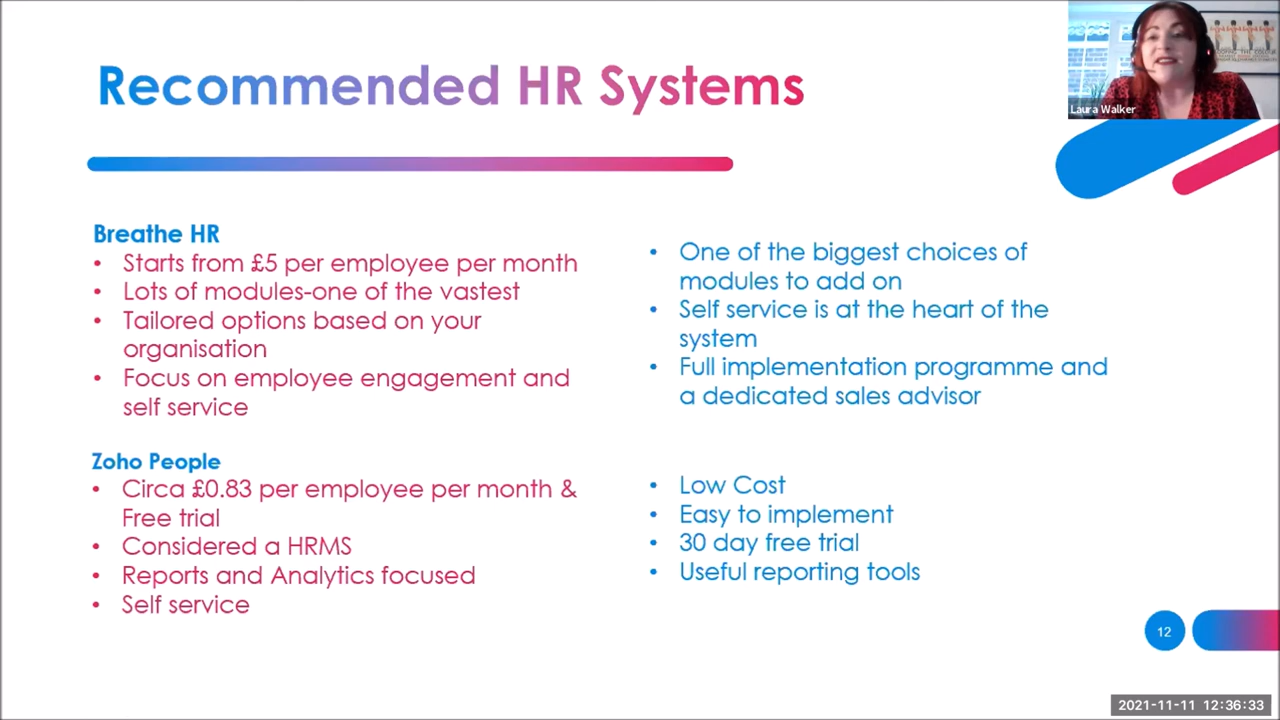 Recommended HR Systems
Laura Walker
Breathe HR
• Starts from £5 per employee per month
• Lots of modules-one of the vastest
• Tailored options based on your
organisation
• Focus on employee engagement and
self service
• One of the biggest choices of
modules to add on
• Self service is at the heart of the
system
• Full implementation programme and
a dedicated sales advisor
Zoho People
• Circa £0.83 per employee per month &
Free trial
• Considered a HRMS
• Reports and Analytics focused
• Self service
• Low Cost
• Easy to implement
• 30 day free trial
• Useful reporting tools
12
2021-11-11 12:36:33